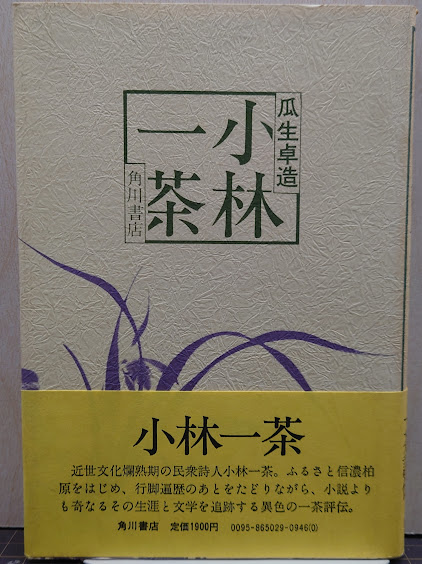 瓜生卓造
小林
一茶
角川書店
小林一茶
近世文化爛熟期の民衆詩人小林一茶。ふるさと信濃柏
原をはじめ、行脚遍歴のあとをたどりながら、小説より
も奇なるその生涯と文学を追跡する異色の一茶評伝。
角川書店 定価1900円 0095-865029-0946(0)